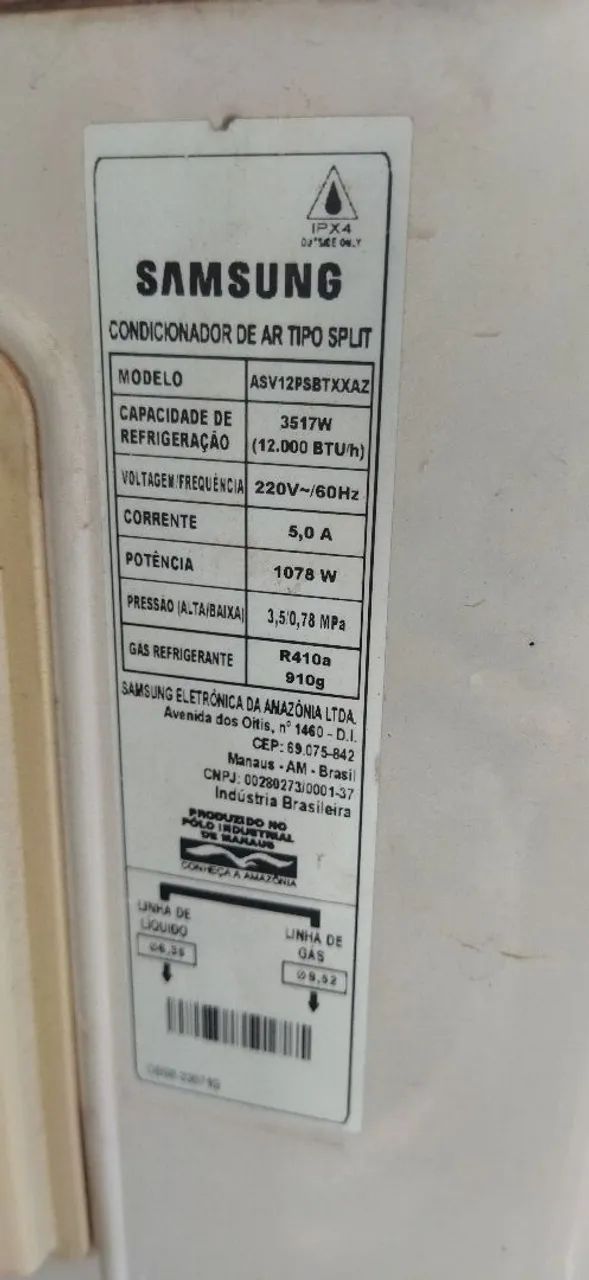 IPX4
OUTSIDE ONLY
SAMSUNG
CONDICIONADOR DE AR TIPO SPLIT
MODELO ASV12PSBTXXAZ
CAPACIDADE DE REFRIGERAÇÃO 3517W (12.000 BTU/h)
VOLTAGEM/FREQUÊNCIA 220V~/60Hz
CORRENTE 5,0 A
POTÊNCIA 1078 W
PRESSÃO (ALTA/BAIXA) 3,5/0,78 MPa
GÁS REFRIGERANTE R410a 910g
SAMSUNG ELETRÔNICA DA AMAZÔNIA LTDA.
Avenida dos Oitis, nº 1460 - D.I.
CEP: 69.075-842
Manaus - AM - Brasil
CNPJ: 00280273/0001-37
Indústria Brasileira
PRODUZIDO NO
PÓLO INDUSTRIAL
DE MANAUS
CONHEÇA A AMAZÔNIA
LINHA DE
LÍQUIDO
Ø6,35
LINHA DE
GÁS
Ø9,52